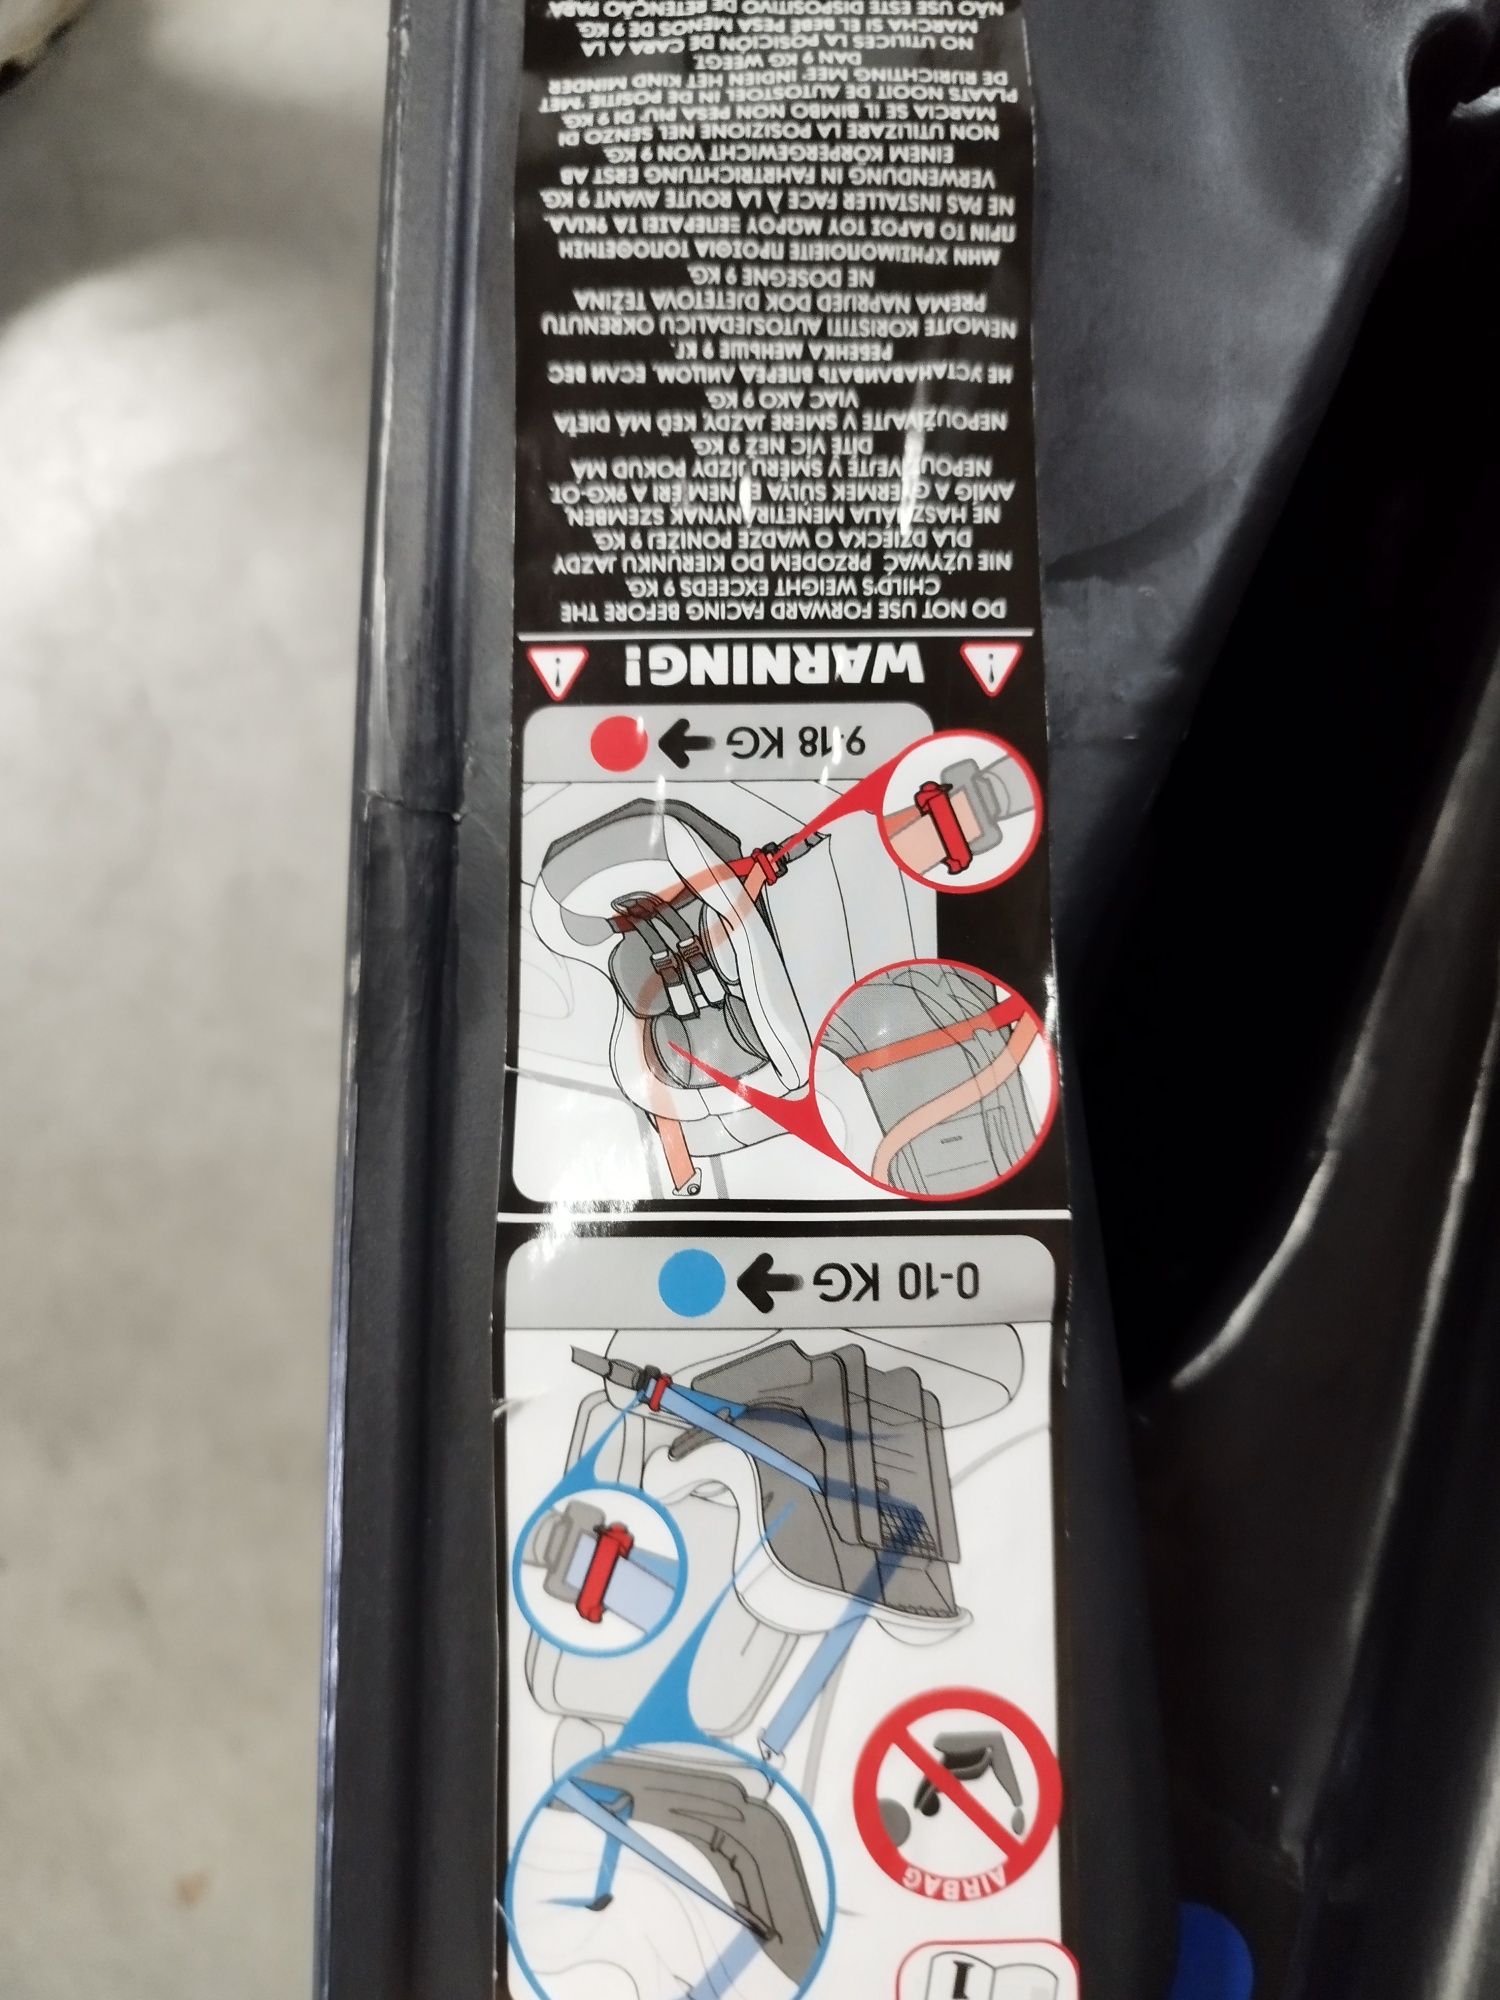 i
AIRBAG
0-10 KG
9-18 KG
WARNING!
DO NOT USE FORWARD FACING BEFORE THE
CHILD'S WEIGHT EXCEEDS 9 KG.
NIE UŻYWAĆ PRZODEM DO KIERUNKU JAZDY
DLA DZIECKA O WADZE PONIŻEJ 9 KG.
NE HASZNÁLJA MENETIRÁNYNAK SZEMBEN,
AMÍG A GYERMEK SÚLYA EL NEM ÉRI A 9KG-OT.
NEPOUŽÍVEJTE V SMĚRU JÍZDY POKUD MÁ
DÍTĚ VÍC NEŽ 9 KG.
NEPOUŽÍVAJTE V SMERE JAZDY, KEĎ MÁ DIEŤA
VIAC AKO 9 KG.
НЕ УСТАНАВЛИВАТЬ ВПЕРЕД ЛИЦОМ, ЕСЛИ ВЕС
РЕБЕНКА МЕНЬШЕ 9 КГ.
NEMOJTE KORISTITI AUTOSJEDALICU OKRENUTU
PREMA NAPRIJED DOK DJETETOVA TEŽINA
NE DOSEGNE 9 KG.
ΜΗΝ ΧΡΗΣΙΜΟΠΟΙΕΙΤΕ ΠΡΟΣΘΙΑ ΤΟΠΟΘΕΤΗΣΗ
ΠΡΙΝ ΤΟ ΒΑΡΟΣ ΤΟΥ ΜΩΡΟΥ ΞΕΠΕΡΑΣΕΙ ΤΑ 9ΚΙΛΑ.
NE PAS INSTALLER FACE À LA ROUTE AVANT 9 KG.
VERWENDUNG IN FAHRTRICHTUNG ERST AB
EINEM KÖRPERGEWICHT VON 9 KG.
NON UTILIZARE LA POSIZIONE NEL SENZO DI
MARCIA SE IL BIMBO NON PESA PIU' DI 9 KG.
PLAATS NOOIT DE AUTOSTOEL IN DE POSITIE 'MET
DE RIJRICHTING MEE' INDIEN HET KIND MINDER
DAN 9 KG WEEGT.
NO UTILICES LA POSICIÓN DE CARA A LA
MARCHA SI EL BEBÉ PESA MENOS DE 9 KG.
NÃO USE ESTE DISPOSITIVO DE RETENÇÃO PARA